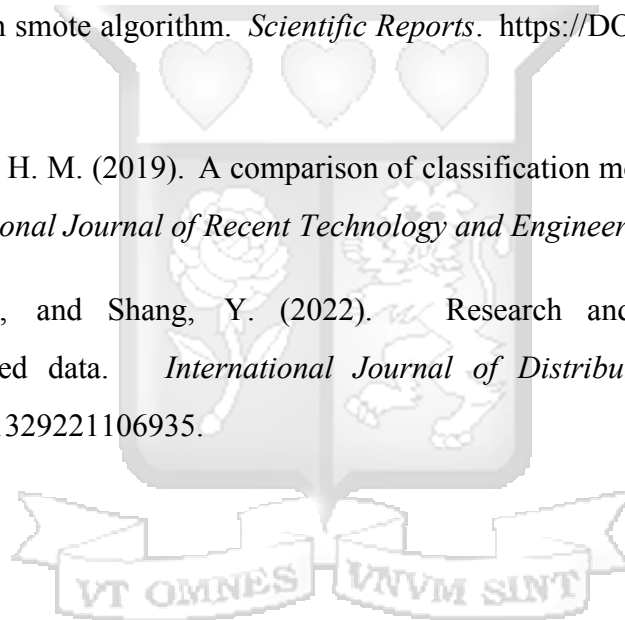 n smote algorithm. Scientific Reports. https://DO
H. M. (2019). A comparison of classification m
onal Journal of Recent Technology and Engineer
, and Shang, Y. (2022). Research and
ed data. International Journal of Distribu
1329221106935.
VT OMNES VNVM SINT